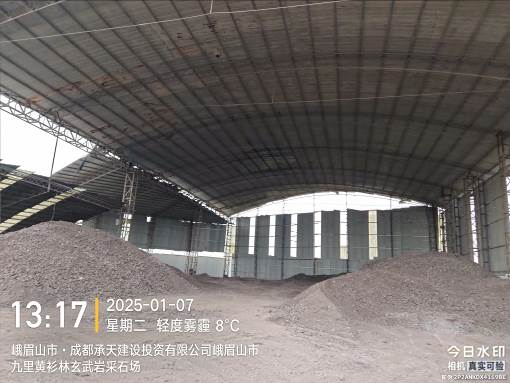 13:17
2025-01-07
星期二 轻度雾霾 8°C
峨眉山市·成都承天建设投资有限公司峨眉山市
九里黄衫林玄武岩采石场
今日水印
相机 真实可验